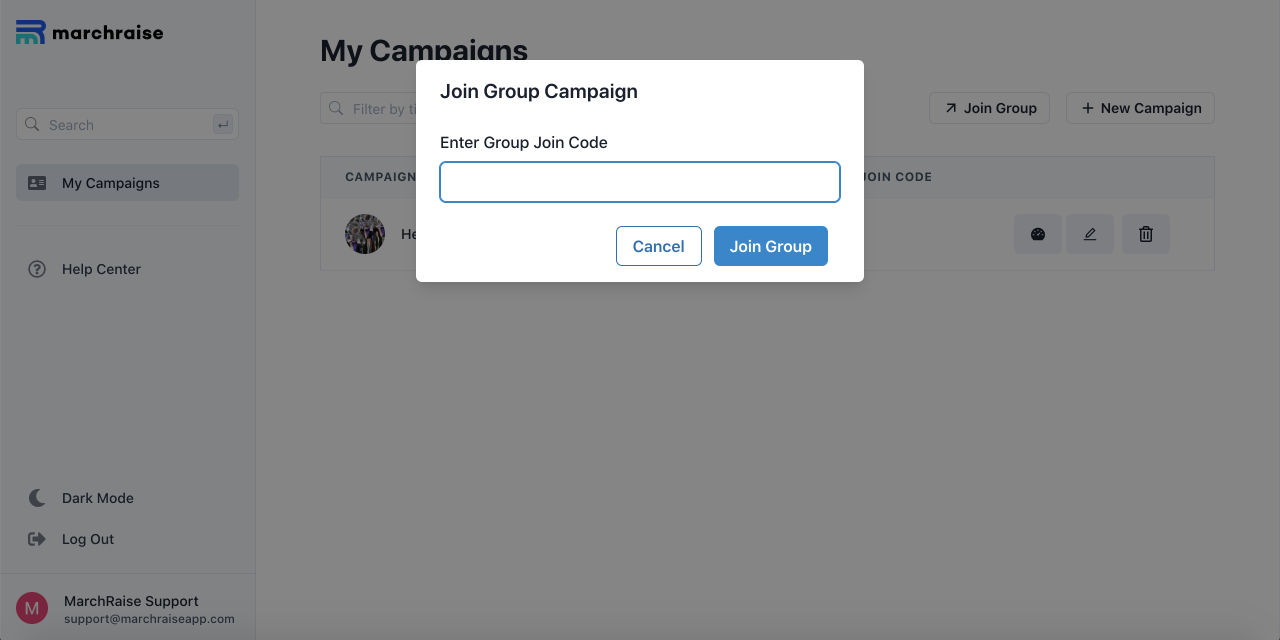 marchraise
My Campaigns
Join Group Campaign
Search
Filter by ti
Join Group
New Campaign
Enter Group Join Code
My Campaigns
CAMPAIGN
JOIN CODE
He
Cancel
Join Group
Help Center
Dark Mode
Log Out
M
MarchRaise Support
support@marchraiseapp.com